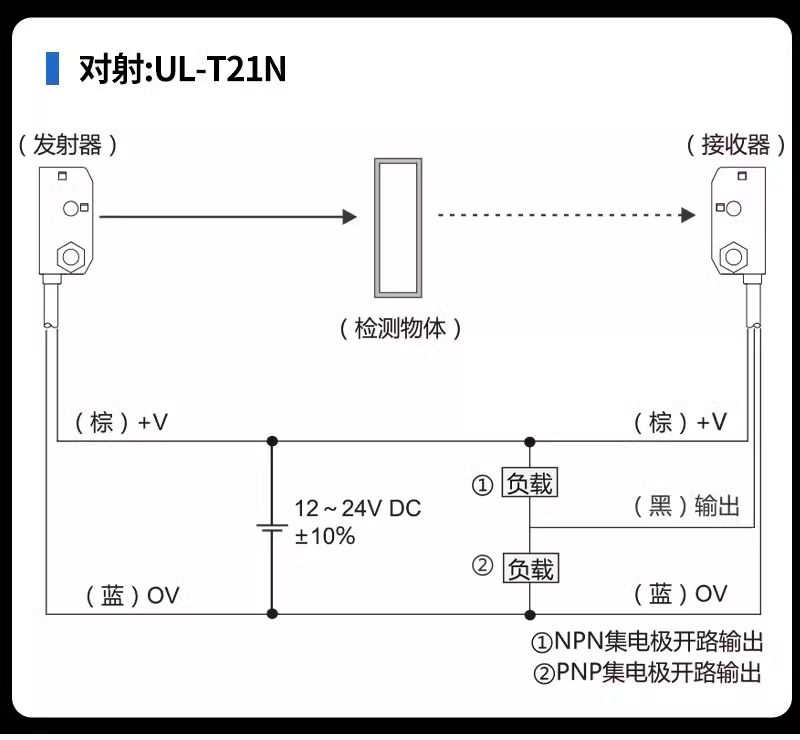 对射:UL-T21N
（发射器）
（接收器）
（检测物体）
（棕）+V
（棕）+V
①负载
12～24V DC
±10%
（黑）输出
②负载
（蓝）OV
（蓝）OV
①NPN集电极开路输出
②PNP集电极开路输出